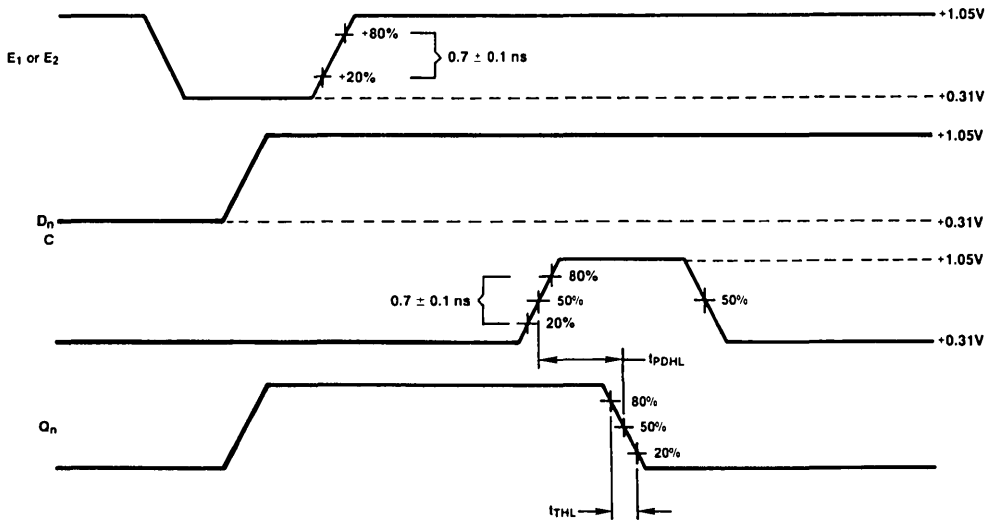 +1.05V
+80%
E1 or E2
0.7 ± 0.1 ns
+20%
+0.31V
+1.05V
Dn
C
+0.31V
+1.05V
80%
0.7 ± 0.1 ns
50%
50%
20%
+0.31V
tPDHL
80%
Qn
50%
20%
tTHL